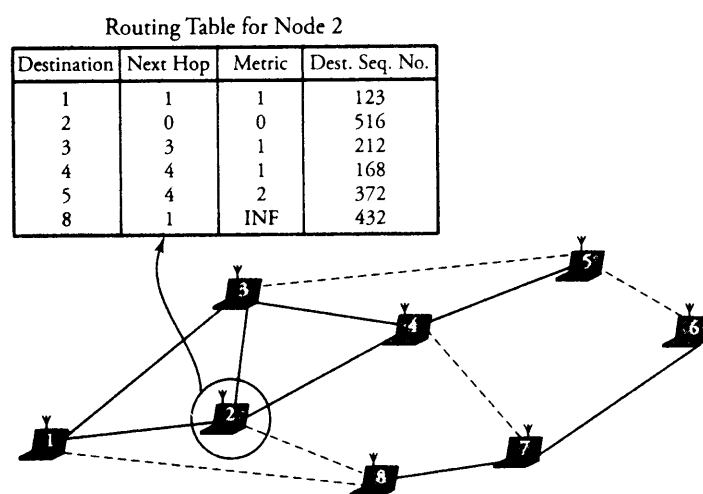 Routing Table for Node 2
Destination Next Hop Metric Dest. Seq. No.
1 1 1 123
2 0 0 516
3 3 1 212
4 4 1 168
5 4 2 372
8 1 INF 432
5
3
4
6
2
1
7
8